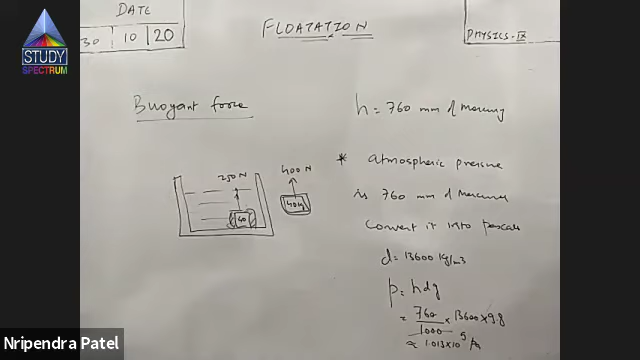 DATE
30 10 20
STUDY
SPECTRUM
FLOATATION
PHYSICS-IX
Buoyant force
250 N
400 N
40
40kg
h = 760 mm of mercury
* atmospheric pressure
is 760 mm of mercury
Convert it into pascals
d = 13600 kg/m3
p = hdg
= 760/1000 × 13600 × 9.8
≈ 1.013×10^5 pa
Nripendra Patel